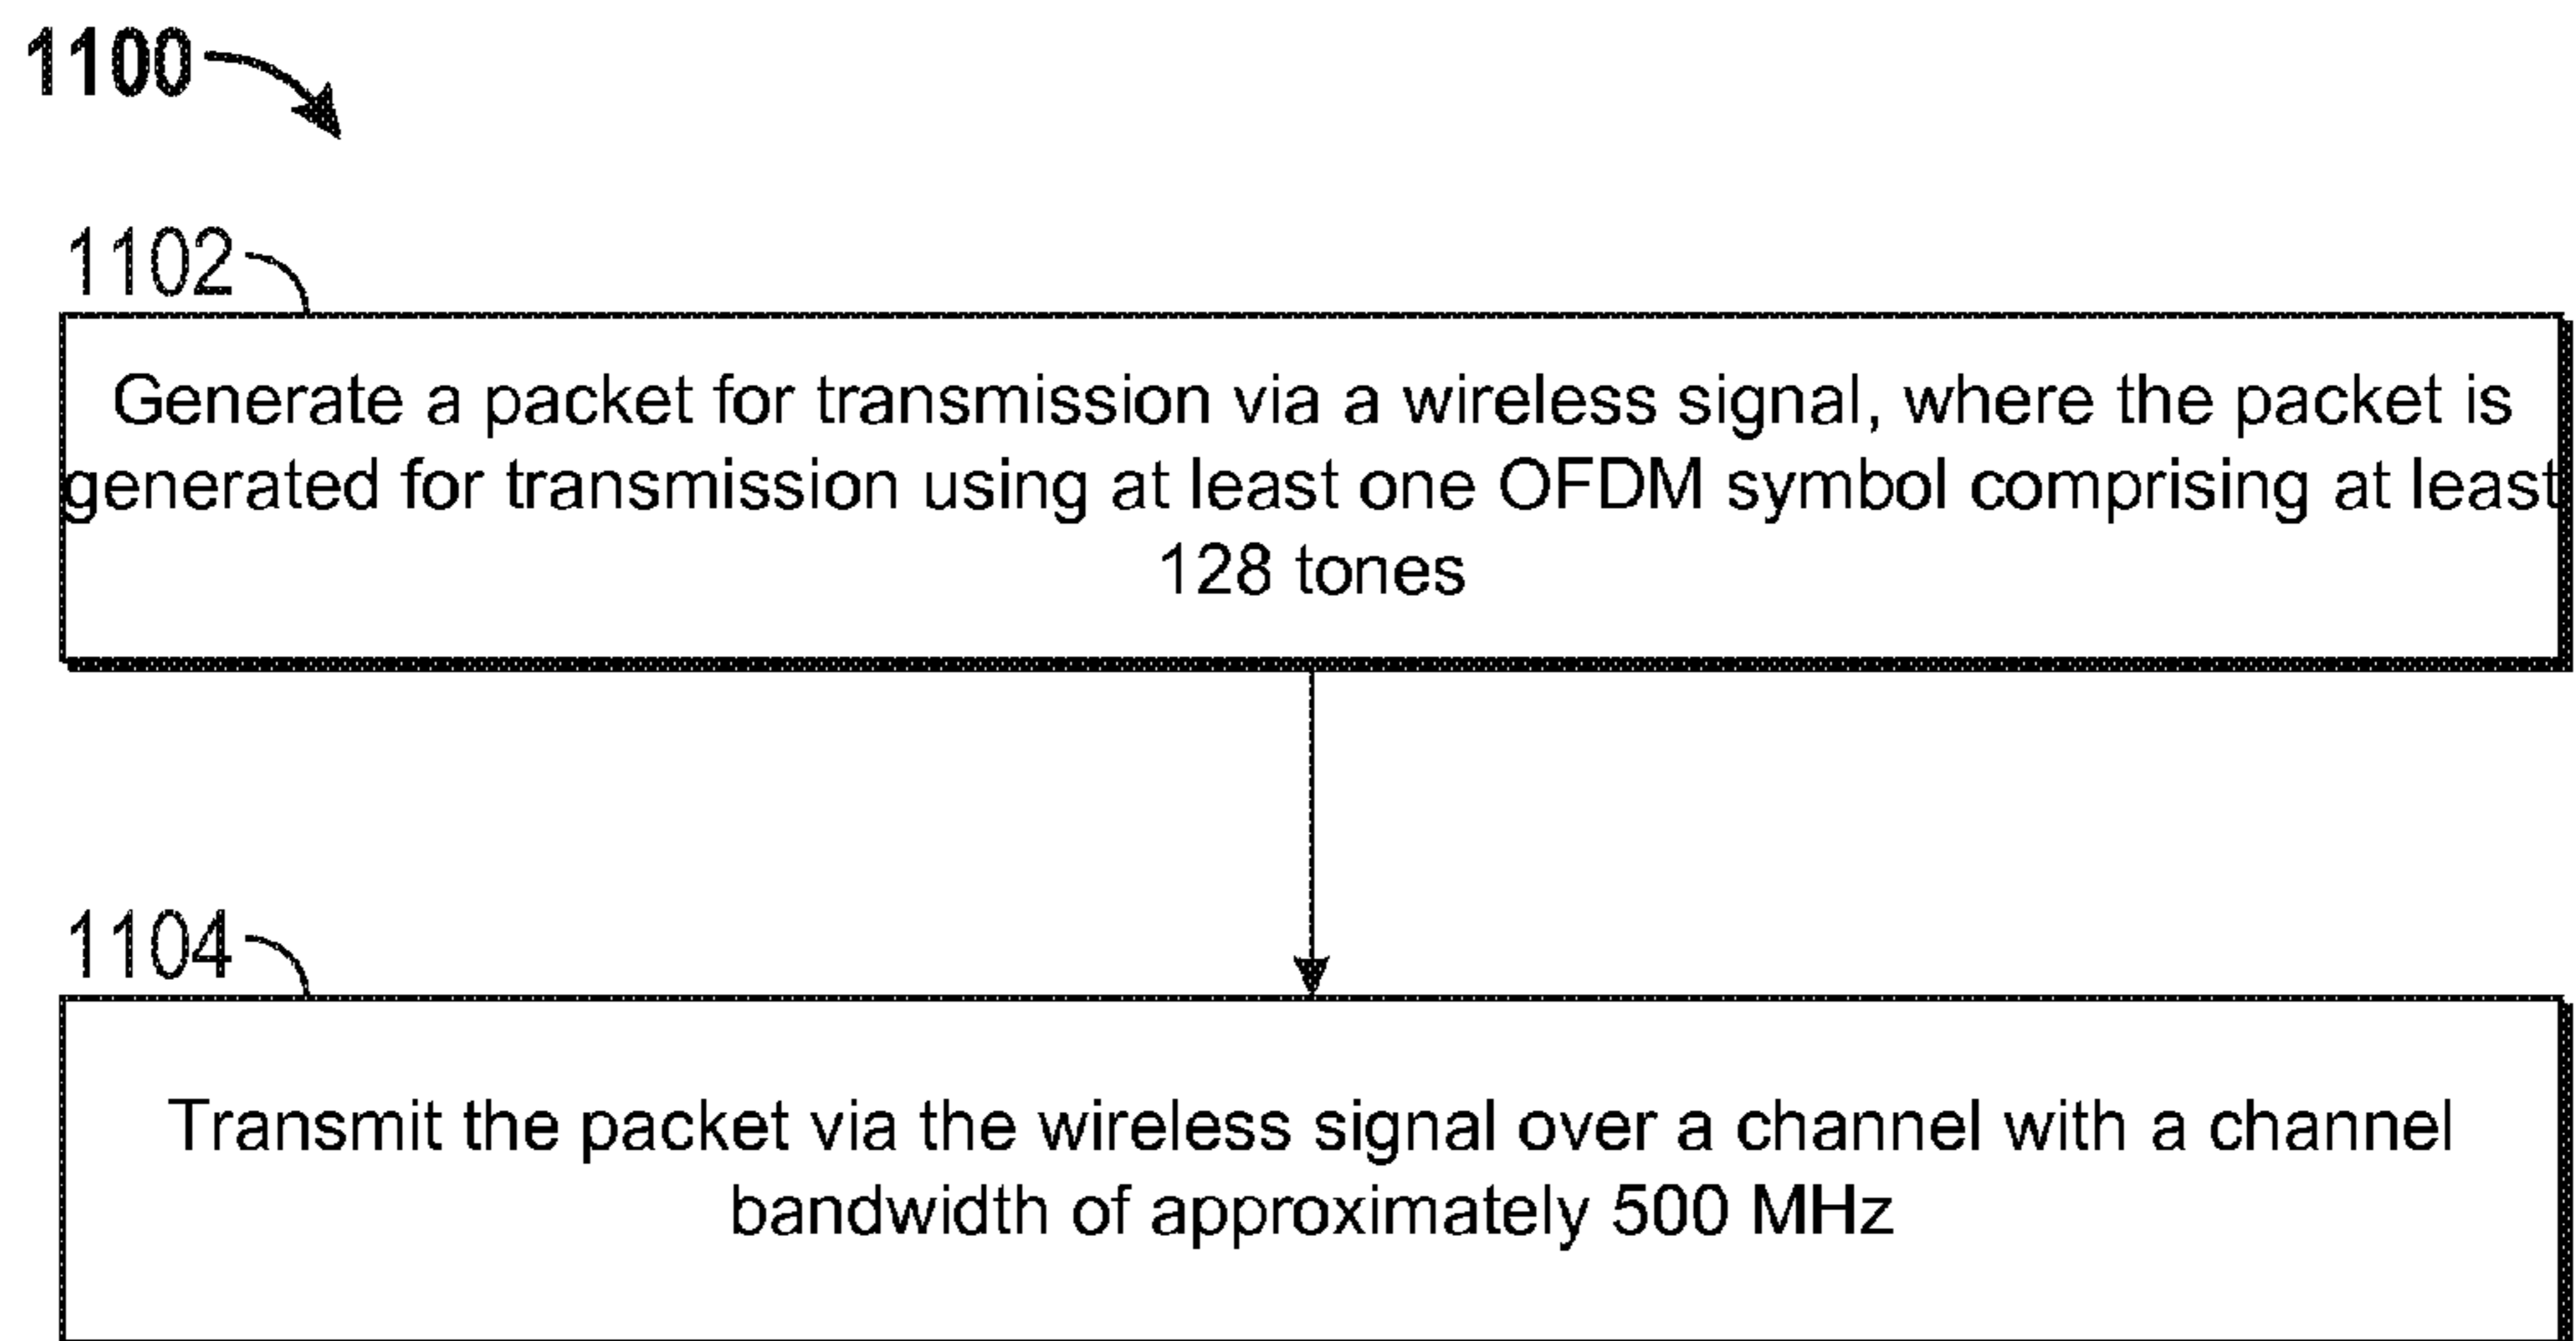 1100
1102
Generate a packet for transmission via a wireless signal, where the packet is
generated for transmission using at least one OFDM symbol comprising at least
128 tones
1104
Transmit the packet via the wireless signal over a channel with a channel
bandwidth of approximately 500 MHz